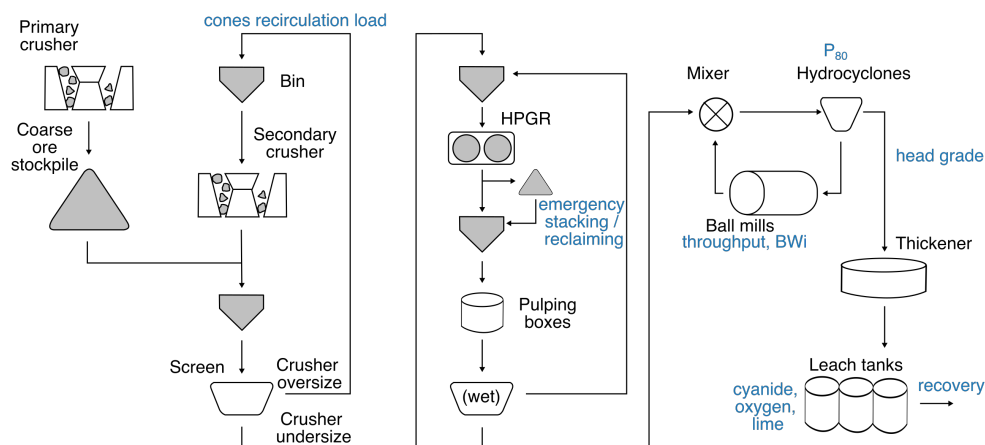 Primary
crusher
Coarse
ore
stockpile
cones recirculation load
Bin
Secondary
crusher
Screen
Crusher
oversize
Crusher
undersize
HPGR
emergency
stacking /
reclaiming
Pulping
boxes
(wet)
Mixer
P80
Hydrocyclones
head grade
Ball mills
throughput, BWi
Thickener
Leach tanks
cyanide,
oxygen,
lime
recovery